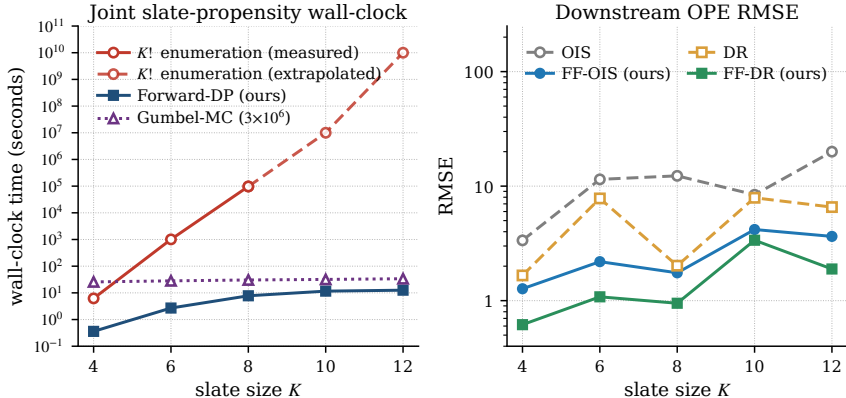 Joint slate-propensity wall-clock
wall-clock time (seconds)
10¹¹
10¹⁰
10⁹
10⁸
10⁷
10⁶
10⁵
10⁴
10³
10²
10¹
10⁰
10⁻¹
K! enumeration (measured)
K! enumeration (extrapolated)
Forward-DP (ours)
Gumbel-MC (3×10⁶)
4 6 8 10 12
slate size K
Downstream OPE RMSE
RMSE
100
10
1
OIS DR
FF-OIS (ours) FF-DR (ours)
4 6 8 10 12
slate size K